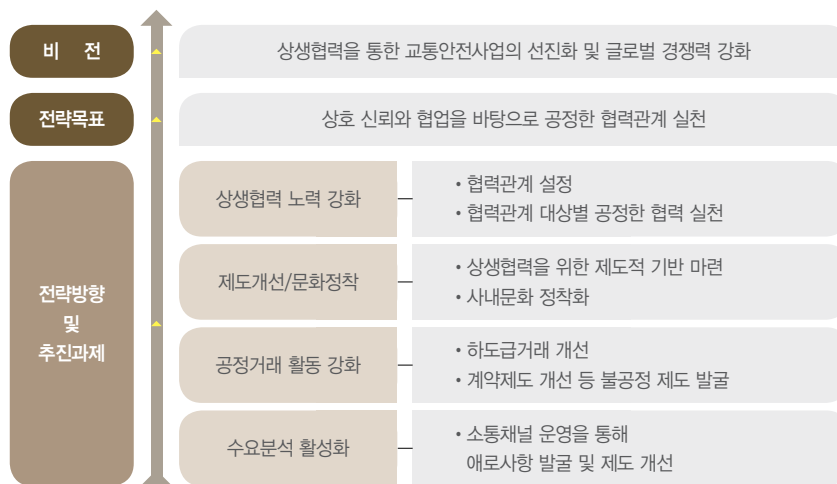 비 전
상생협력을 통한 교통안전사업의 선진화 및 글로벌 경쟁력 강화
전략목표
상호 신뢰와 협업을 바탕으로 공정한 협력관계 실천
전략방향
및
추진과제
상생협력 노력 강화
• 협력관계 설정
• 협력관계 대상별 공정한 협력 실천
제도개선/문화정착
• 상생협력을 위한 제도적 기반 마련
• 사내문화 정착화
공정거래 활동 강화
• 하도급거래 개선
• 계약제도 개선 등 불공정 제도 발굴
수요분석 활성화
• 소통채널 운영을 통해
애로사항 발굴 및 제도 개선